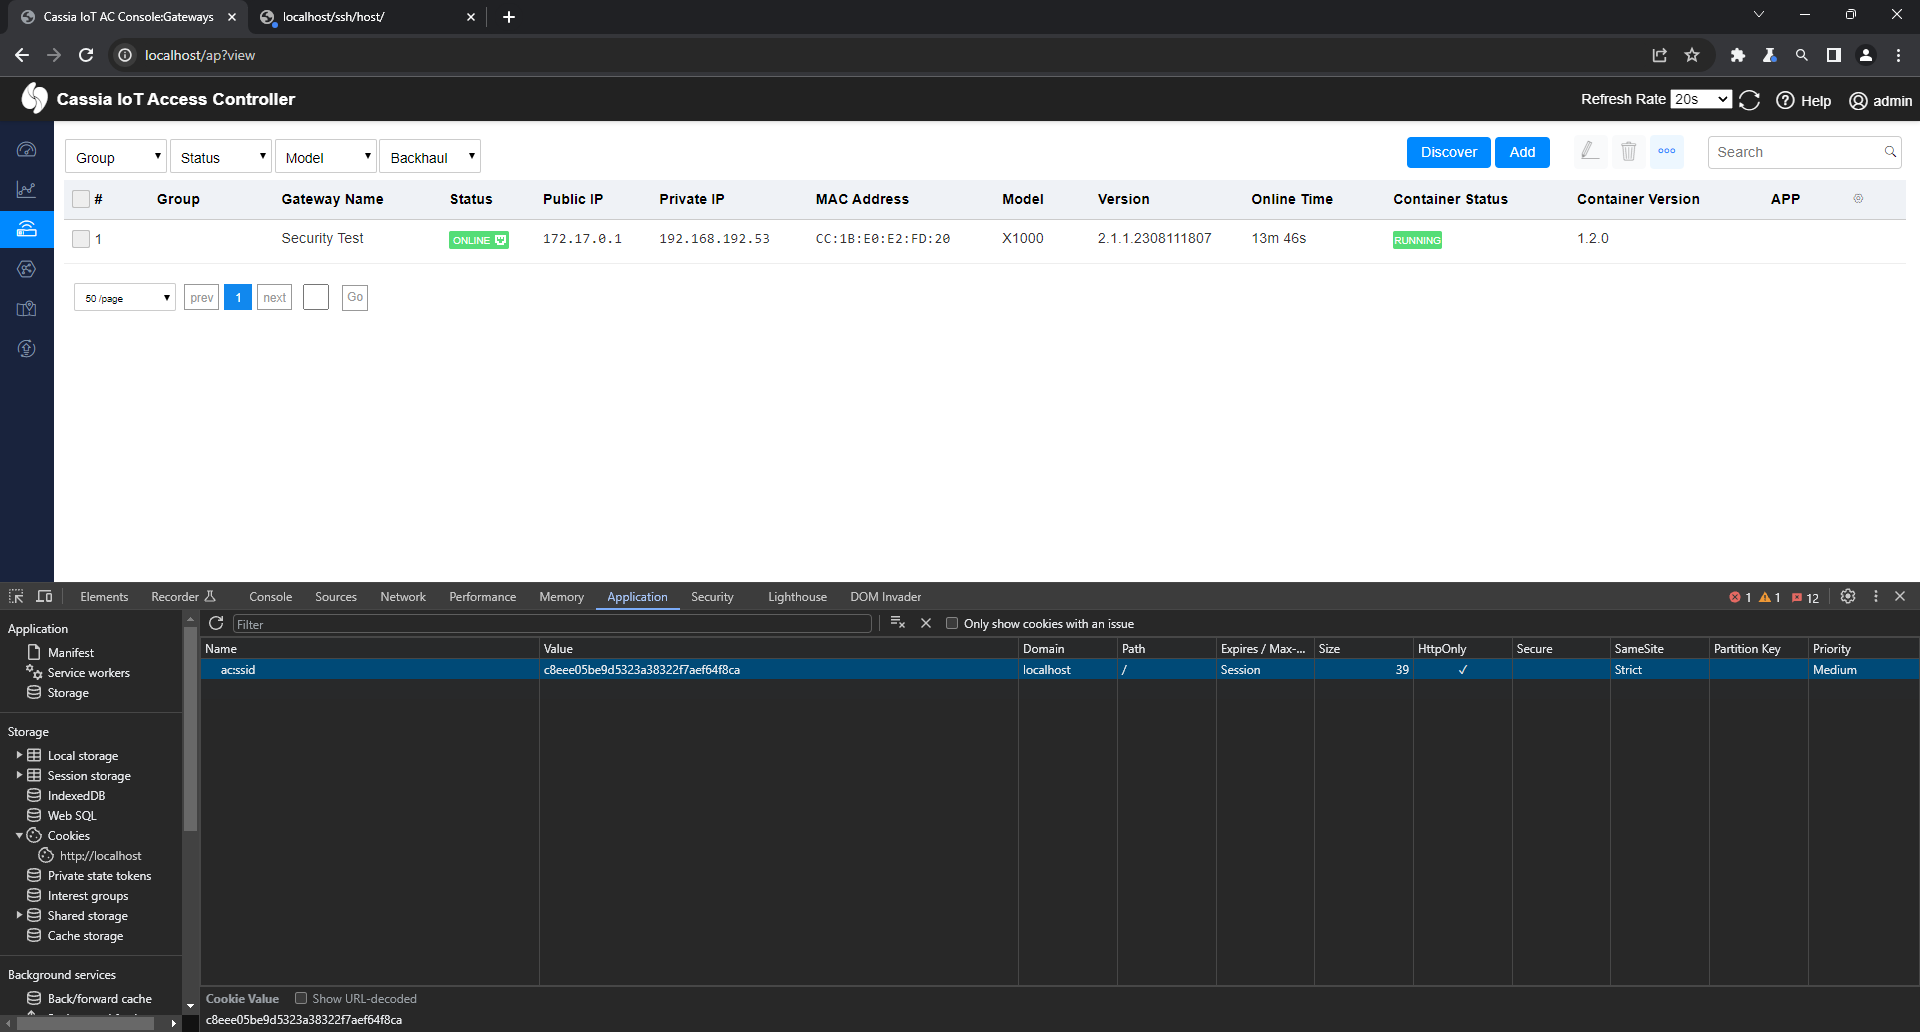 Cassia IoT AC Console:Gateways
localhost/ssh/host/
localhost/ap?view
Cassia IoT Access Controller
Refresh Rate 20s Help admin
Group Status Model Backhaul Discover Add Search
# Group Gateway Name Status Public IP Private IP MAC Address Model Version Online Time Container Status Container Version APP
1 Security Test ONLINE 172.17.0.1 192.168.192.53 CC:1B:E0:E2:FD:20 X1000 2.1.1.2308111807 13m 46s RUNNING 1.2.0
50 /page prev 1 next Go
Elements Recorder Console Sources Network Performance Memory Application Security Lighthouse DOM Invader 1 1 12
Application
Manifest
Service workers
Storage
Storage
Local storage
Session storage
IndexedDB
Web SQL
Cookies
http://localhost
Private state tokens
Interest groups
Shared storage
Cache storage
Background services
Back/forward cache
Filter Only show cookies with an issue
Name Value Domain Path Expires / Max-... Size HttpOnly Secure SameSite Partition Key Priority
ac:ssid c8eee05be9d5323a38322f7aef64f8ca localhost / Session 39 ✓ Strict Medium
Cookie Value Show URL-decoded
c8eee05be9d5323a38322f7aef64f8ca